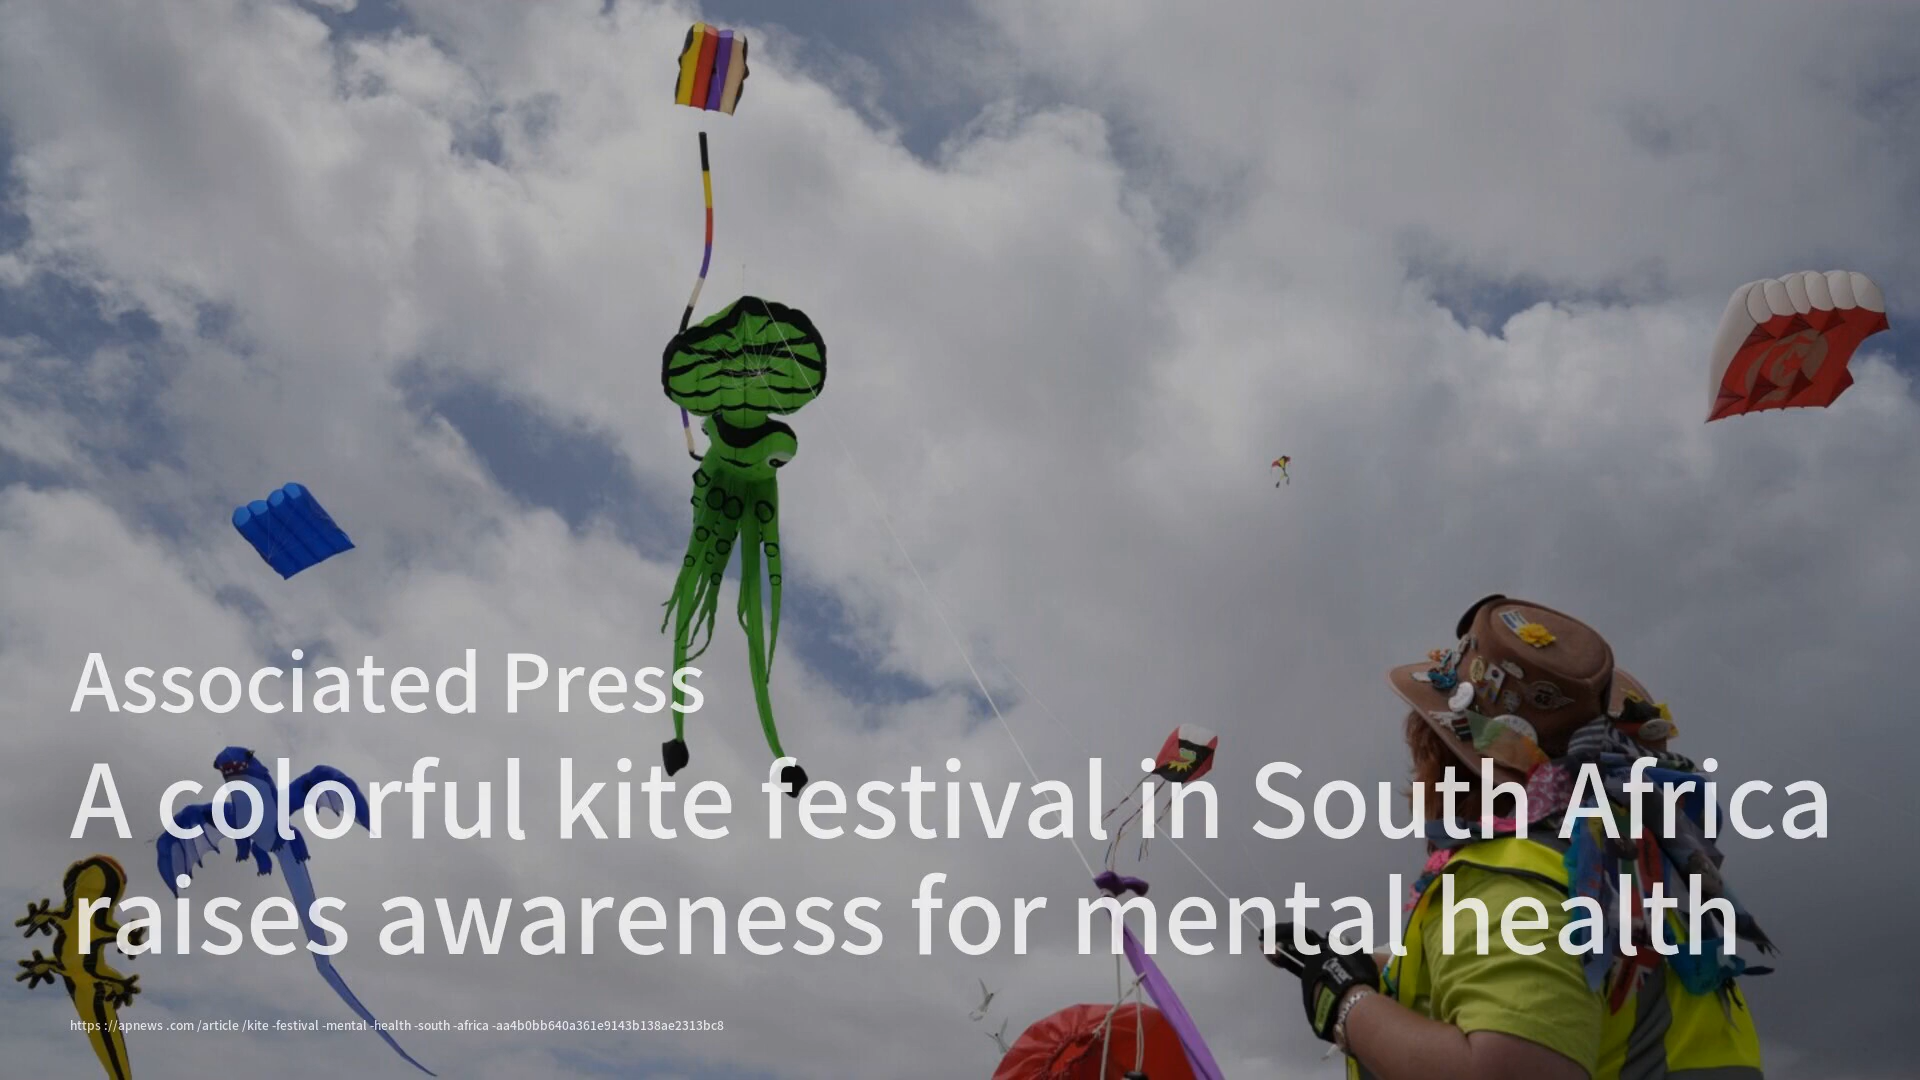 Associated Press
A colorful kite festival in South Africa
raises awareness for mental health
https ://apnews .com /article /kite -festival -mental -health -south -africa -aa4b0bb640a361e9143b138ae2313bc8